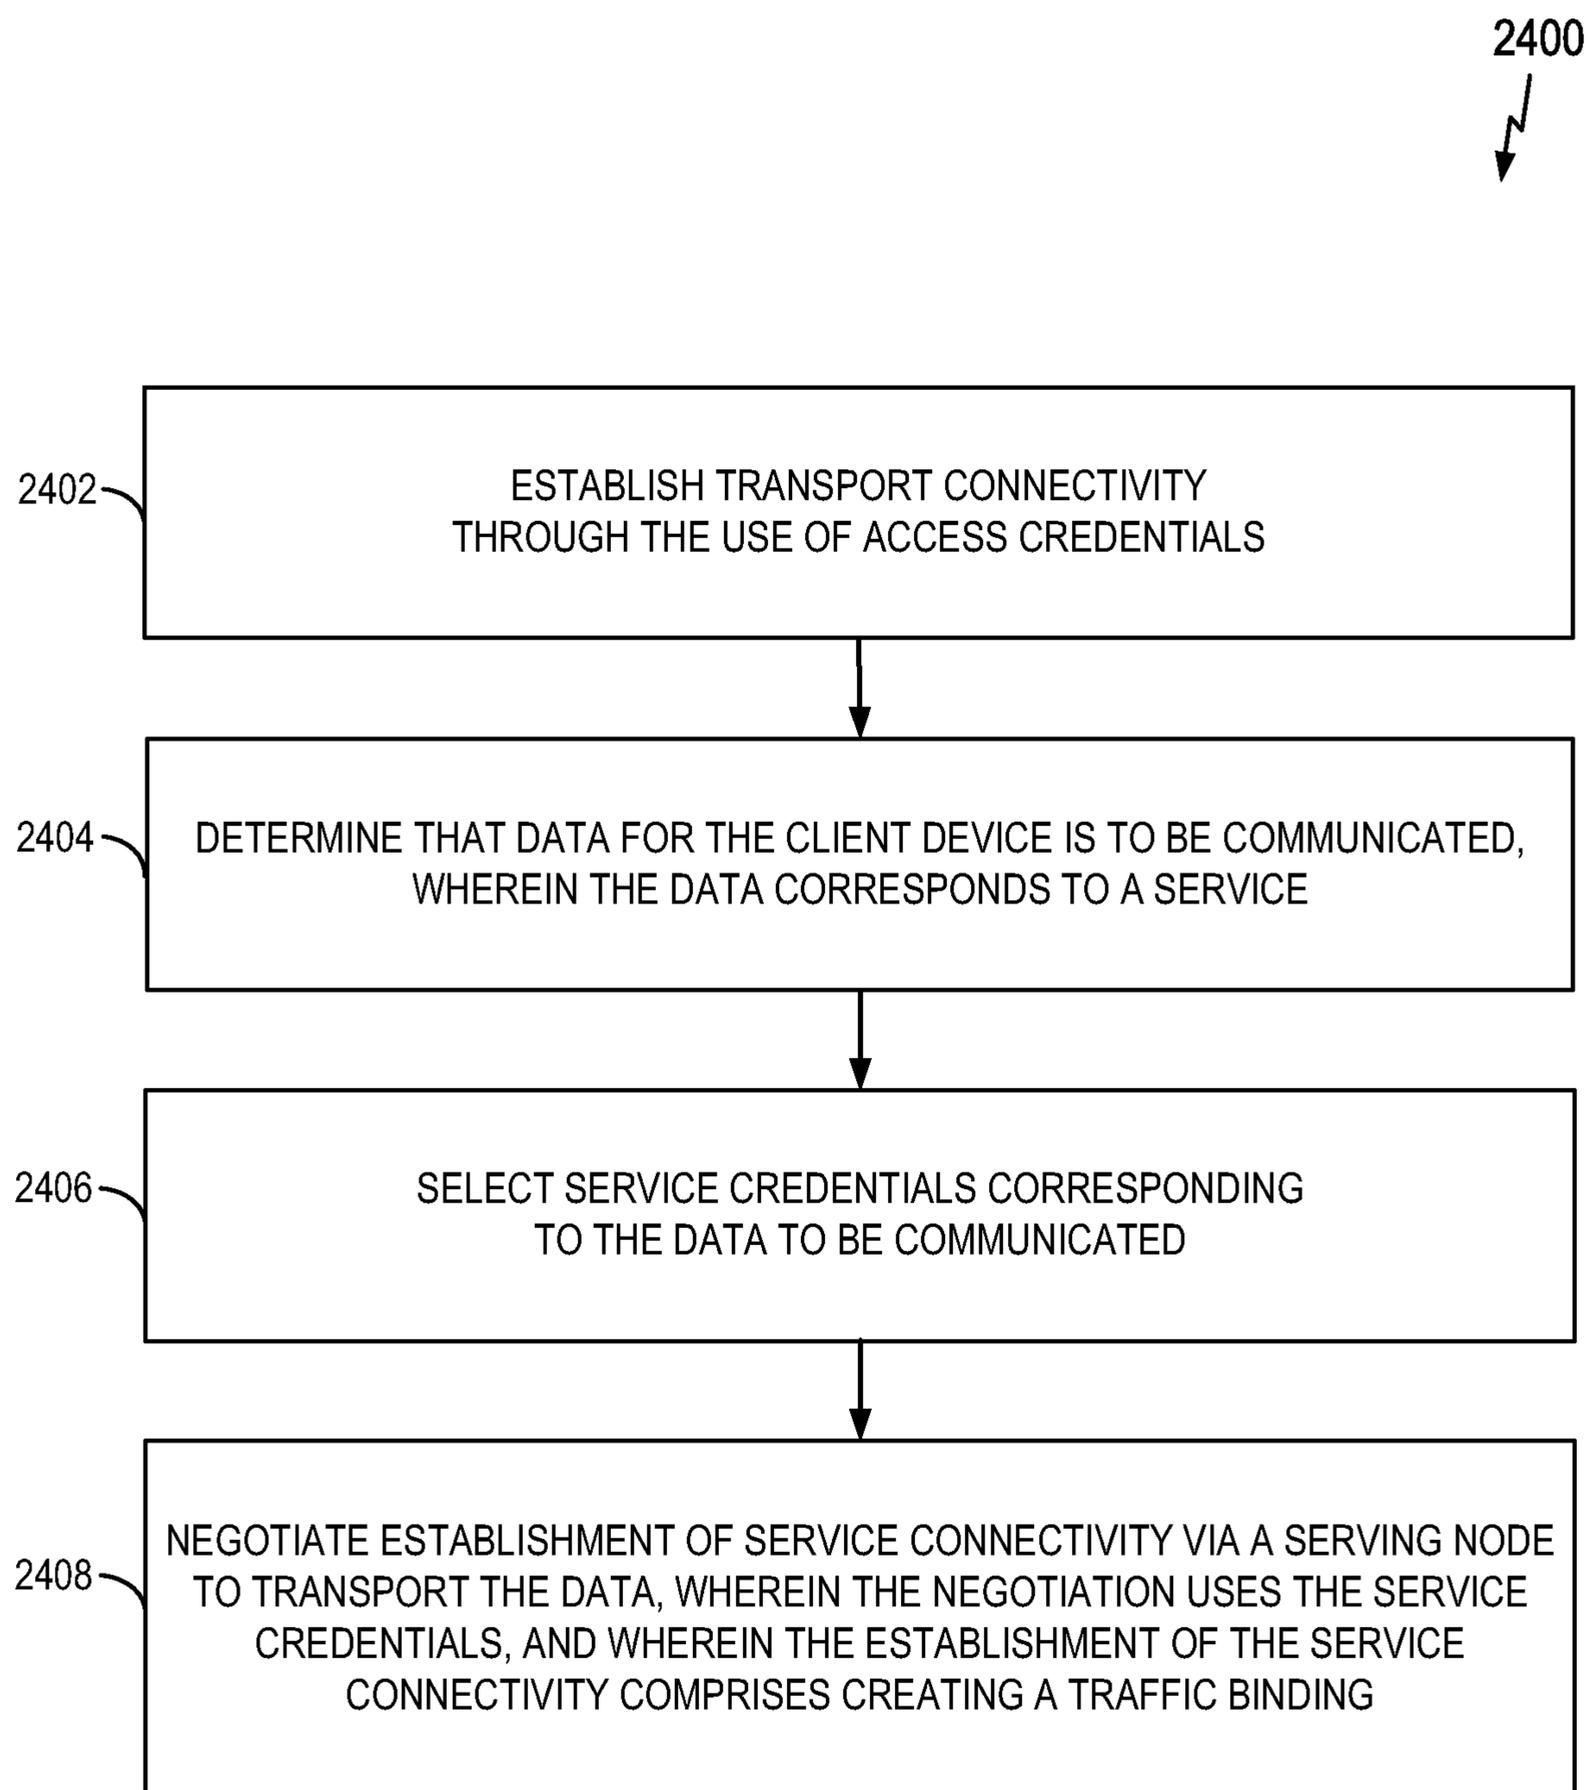 2400
2402
ESTABLISH TRANSPORT CONNECTIVITY
THROUGH THE USE OF ACCESS CREDENTIALS
2404
DETERMINE THAT DATA FOR THE CLIENT DEVICE IS TO BE COMMUNICATED,
WHEREIN THE DATA CORRESPONDS TO A SERVICE
2406
SELECT SERVICE CREDENTIALS CORRESPONDING
TO THE DATA TO BE COMMUNICATED
2408
NEGOTIATE ESTABLISHMENT OF SERVICE CONNECTIVITY VIA A SERVING NODE
TO TRANSPORT THE DATA, WHEREIN THE NEGOTIATION USES THE SERVICE
CREDENTIALS, AND WHEREIN THE ESTABLISHMENT OF THE SERVICE
CONNECTIVITY COMPRISES CREATING A TRAFFIC BINDING